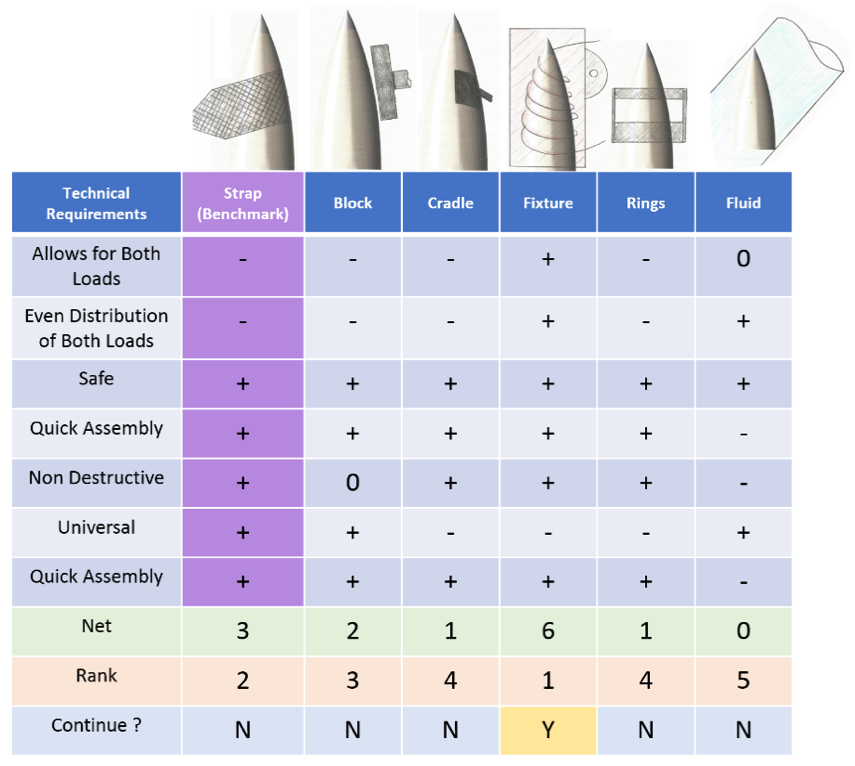 Technical Requirements Strap (Benchmark) Block Cradle Fixture Rings Fluid
Allows for Both Loads - - - + - 0
Even Distribution of Both Loads - - - + - +
Safe + + + + + +
Quick Assembly + + + + + -
Non Destructive + 0 + + + -
Universal + + - - - +
Quick Assembly + + + + + -
Net 3 2 1 6 1 0
Rank 2 3 4 1 4 5
Continue ? N N N Y N N